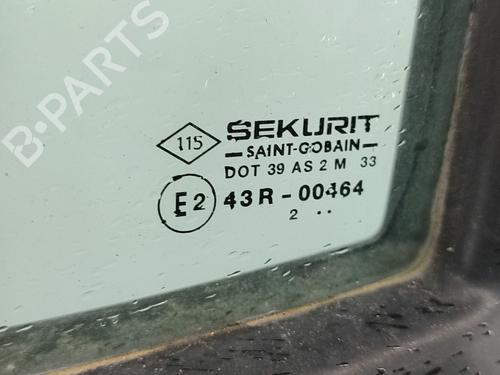 B-PARTS
115
SEKURIT
SAINT-GOBAIN
DOT 39 AS 2 M 33
E2 43R-00464
2 ..